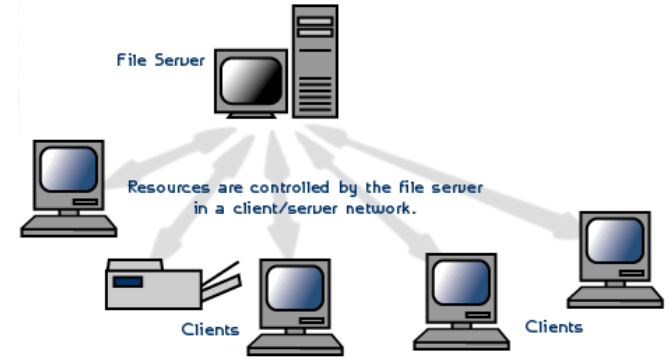 File Server
Resources are controlled by the file server
in a client/server network.
Clients
Clients